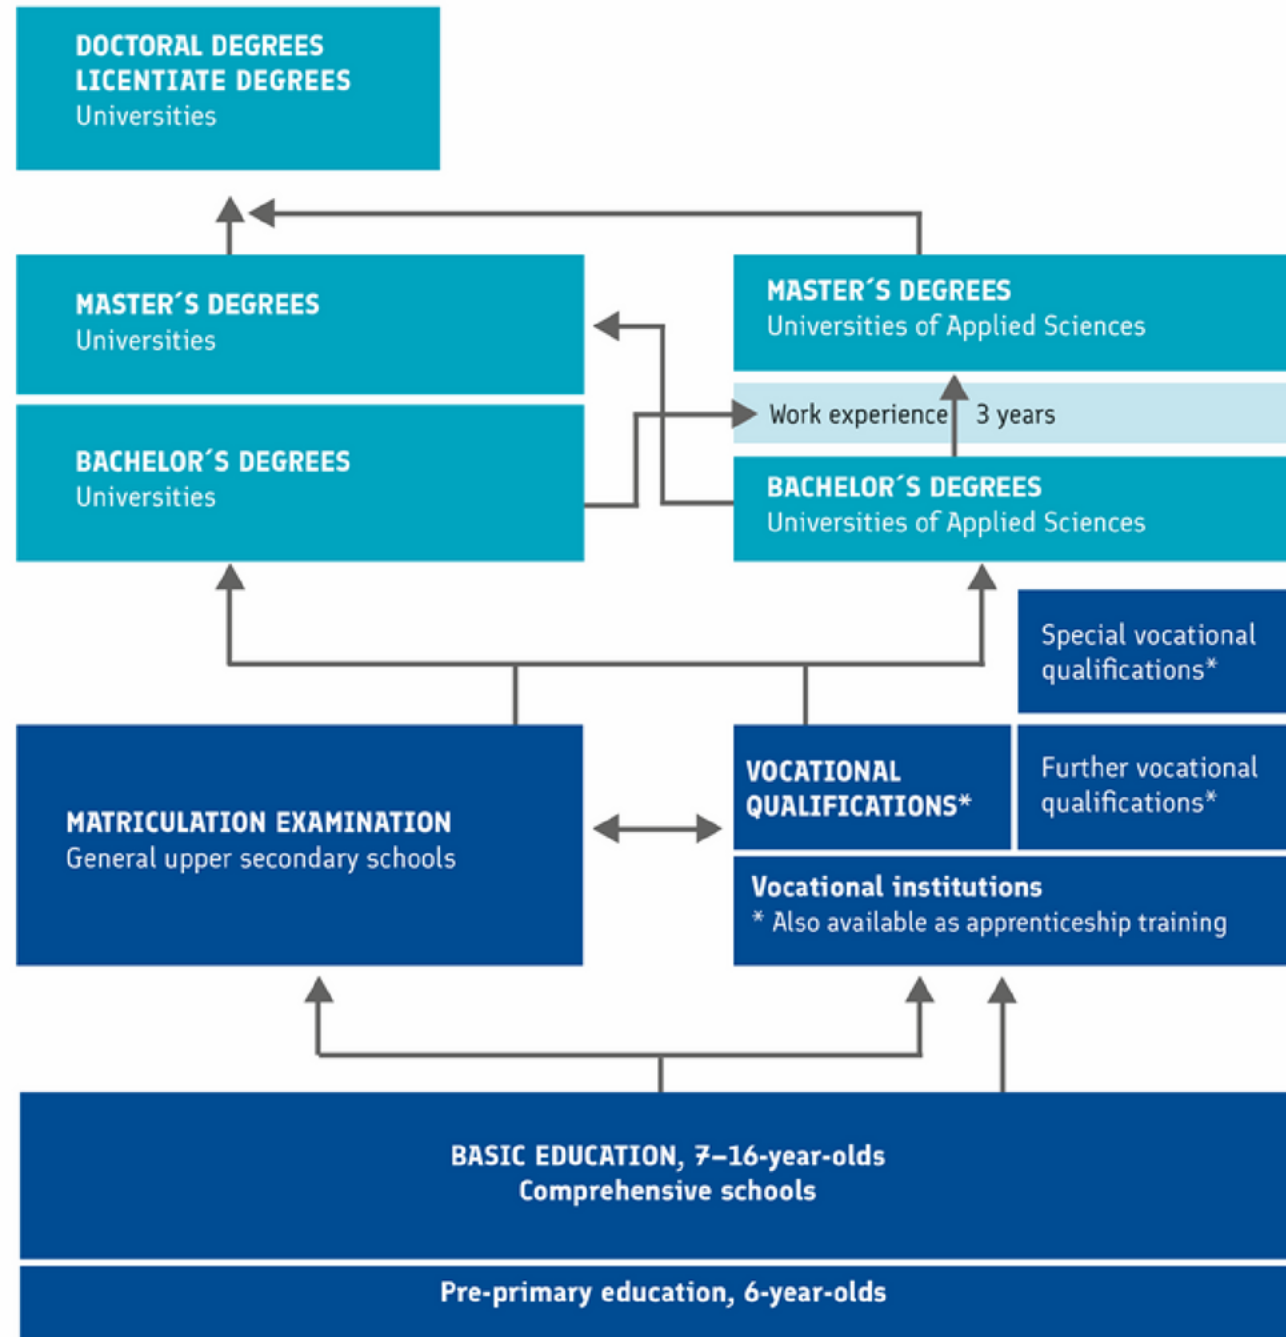 DOCTORAL DEGREES
LICENTIATE DEGREES
Universities
MASTER´S DEGREES
Universities
MASTER´S DEGREES
Universities of Applied Sciences
Work experience 3 years
BACHELOR´S DEGREES
Universities
BACHELOR´S DEGREES
Universities of Applied Sciences
Special vocational
qualifications*
MATRICULATION EXAMINATION
General upper secondary schools
VOCATIONAL
QUALIFICATIONS*
Further vocational
qualifications*
Vocational institutions
* Also available as apprenticeship training
BASIC EDUCATION, 7–16-year-olds
Comprehensive schools
Pre-primary education, 6-year-olds